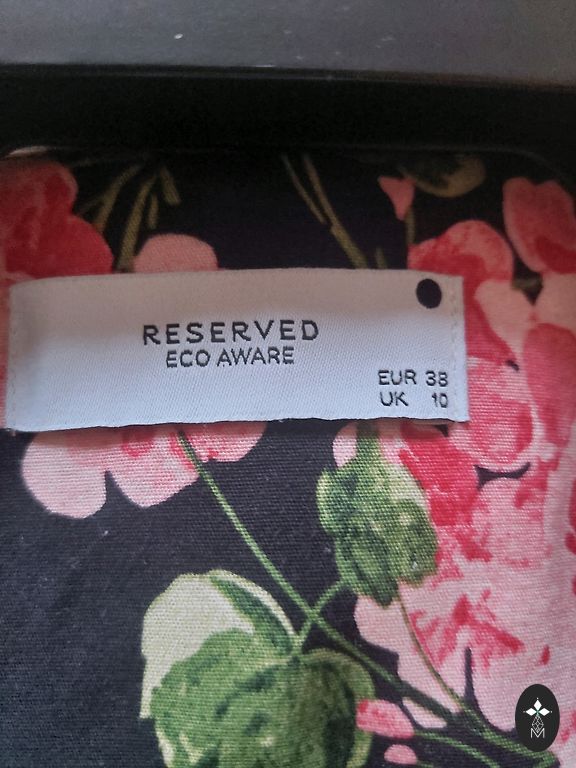 RESERVED
ECO AWARE
EUR 38
UK 10
M